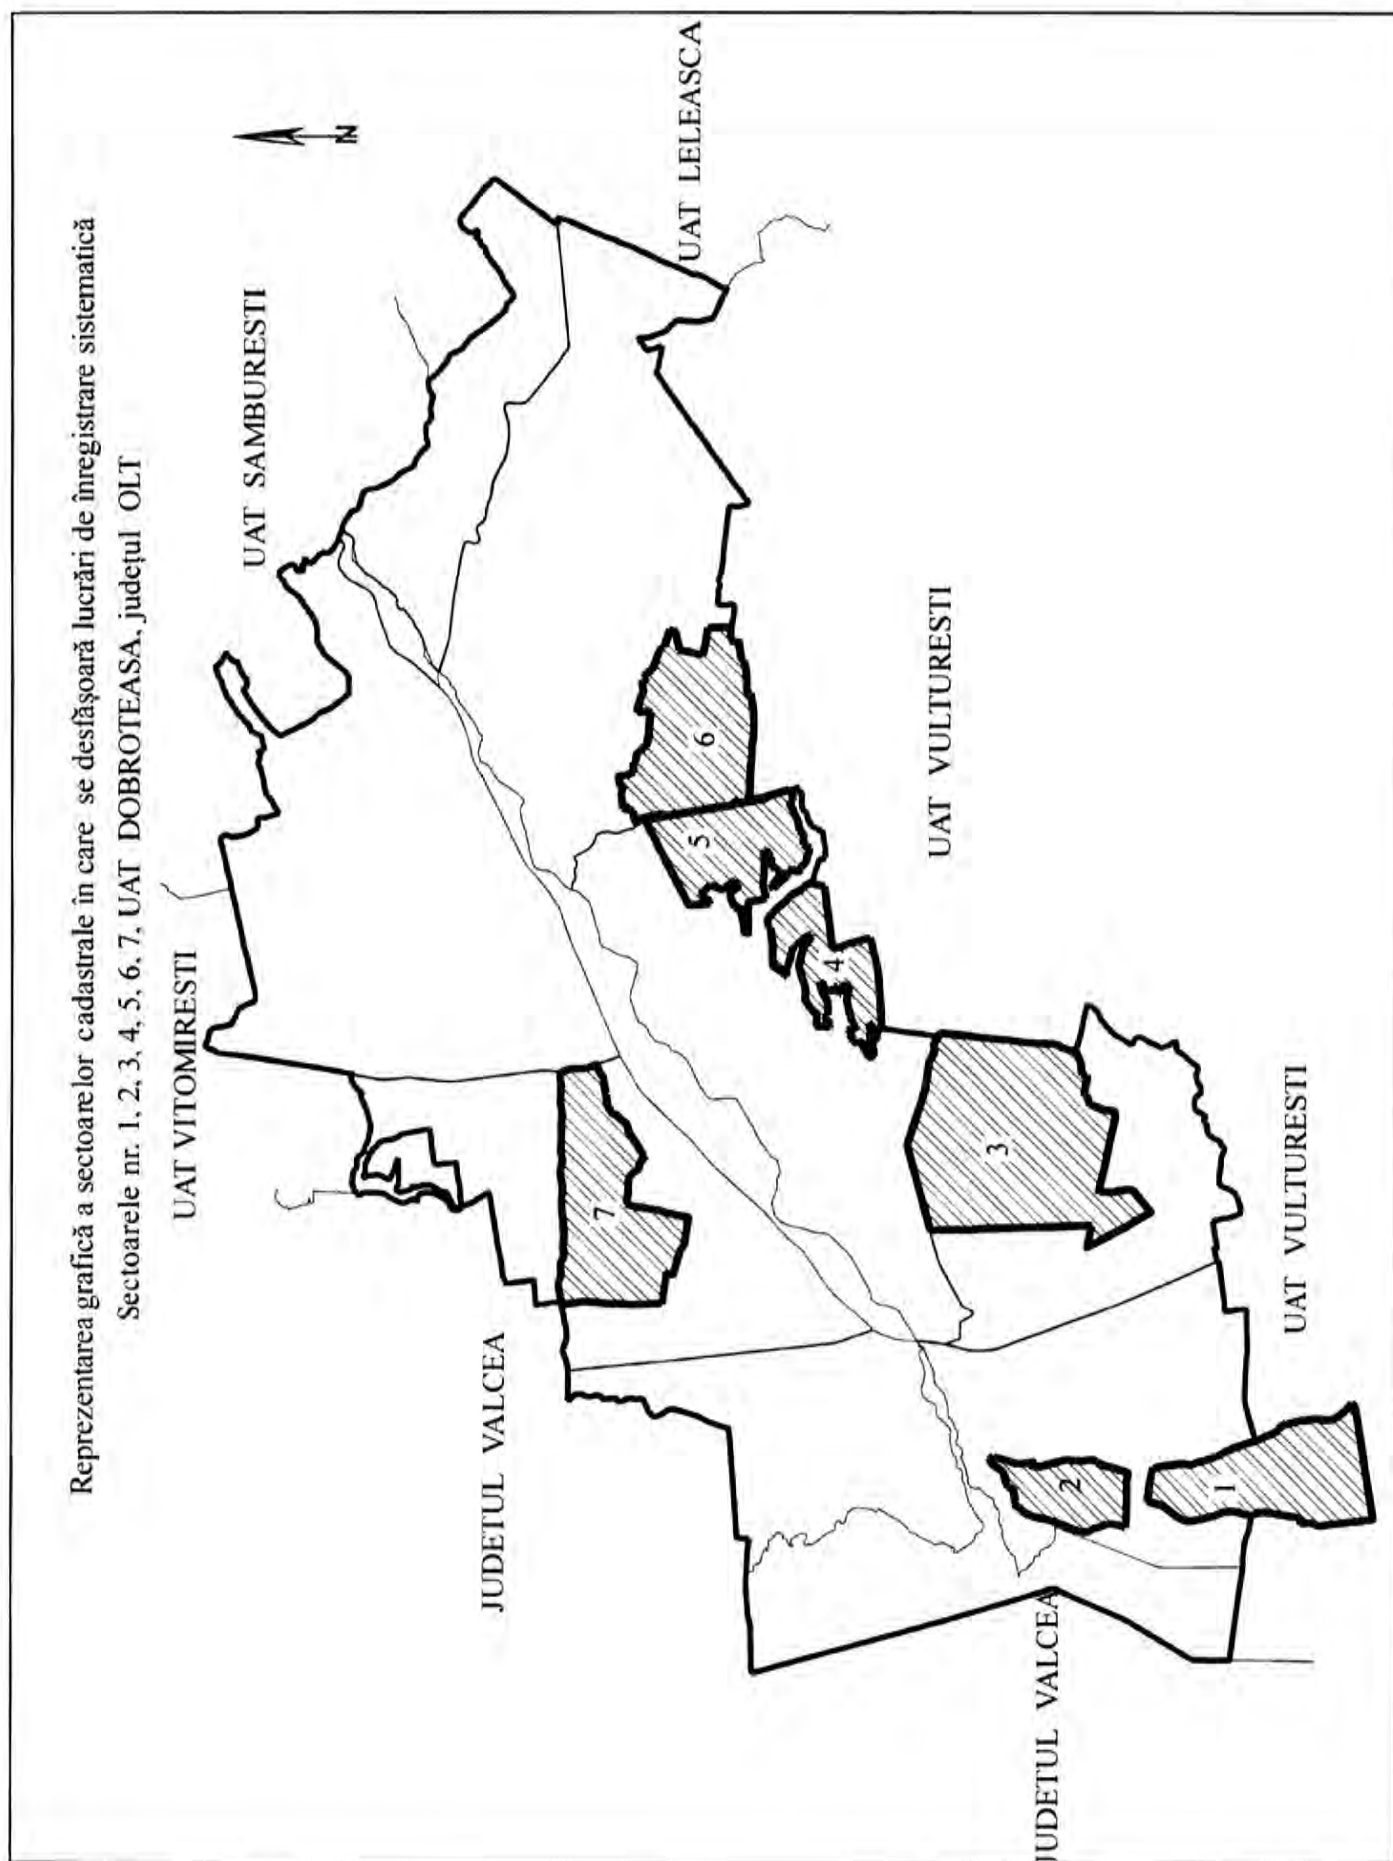 Reprezentarea grafică a sectoarelor cadastrale în care se desfășoară lucrări de înregistrare sistematică
Sectoarele nr. 1, 2, 3, 4, 5, 6, 7, UAT DOBROTEASA, județul OLT
N
UAT SAMBURESTI
UAT VITOMIRESTI
UAT LELEASCA
JUDETUL VALCEA
7
6
5
4
UAT VULTURESTI
3
2
1
JUDETUL VALCEA
UAT VULTURESTI